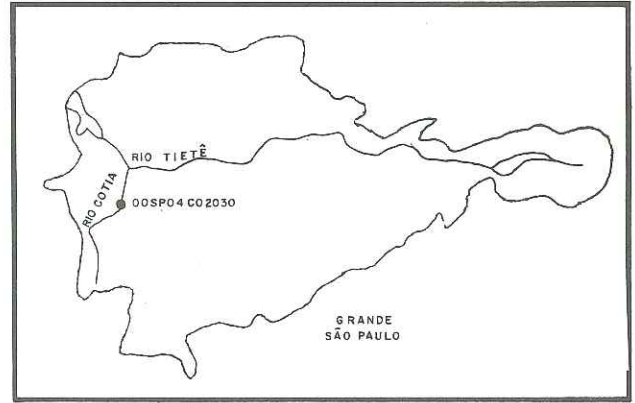 RIO TIETÊ
RIO COTIA
00SP04CO2030
GRANDE
SÃO PAULO